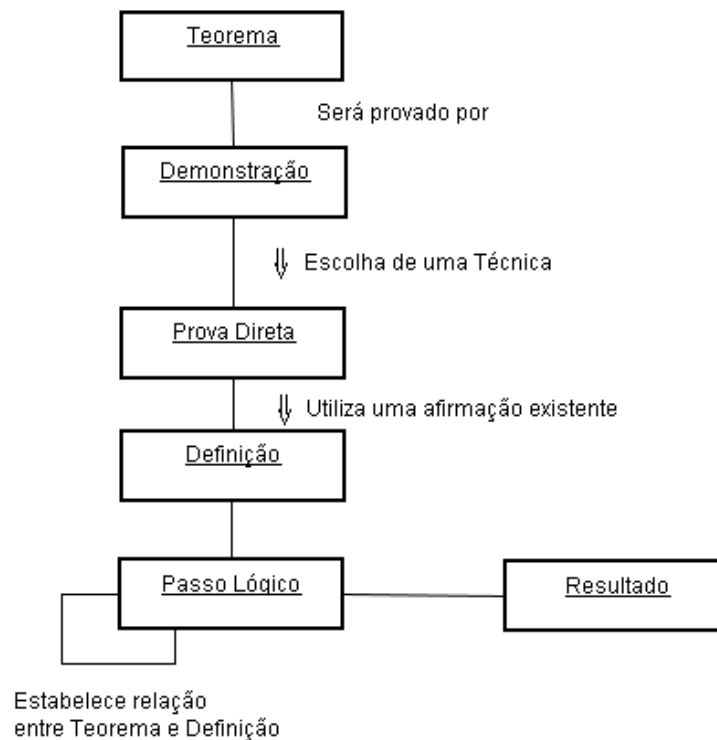 Teorema
Será provado por
Demonstração
Escolha de uma Técnica
Prova Direta
Utiliza uma afirmação existente
Definição
Passo Lógico
Resultado
Estabelece relação
entre Teorema e Definição